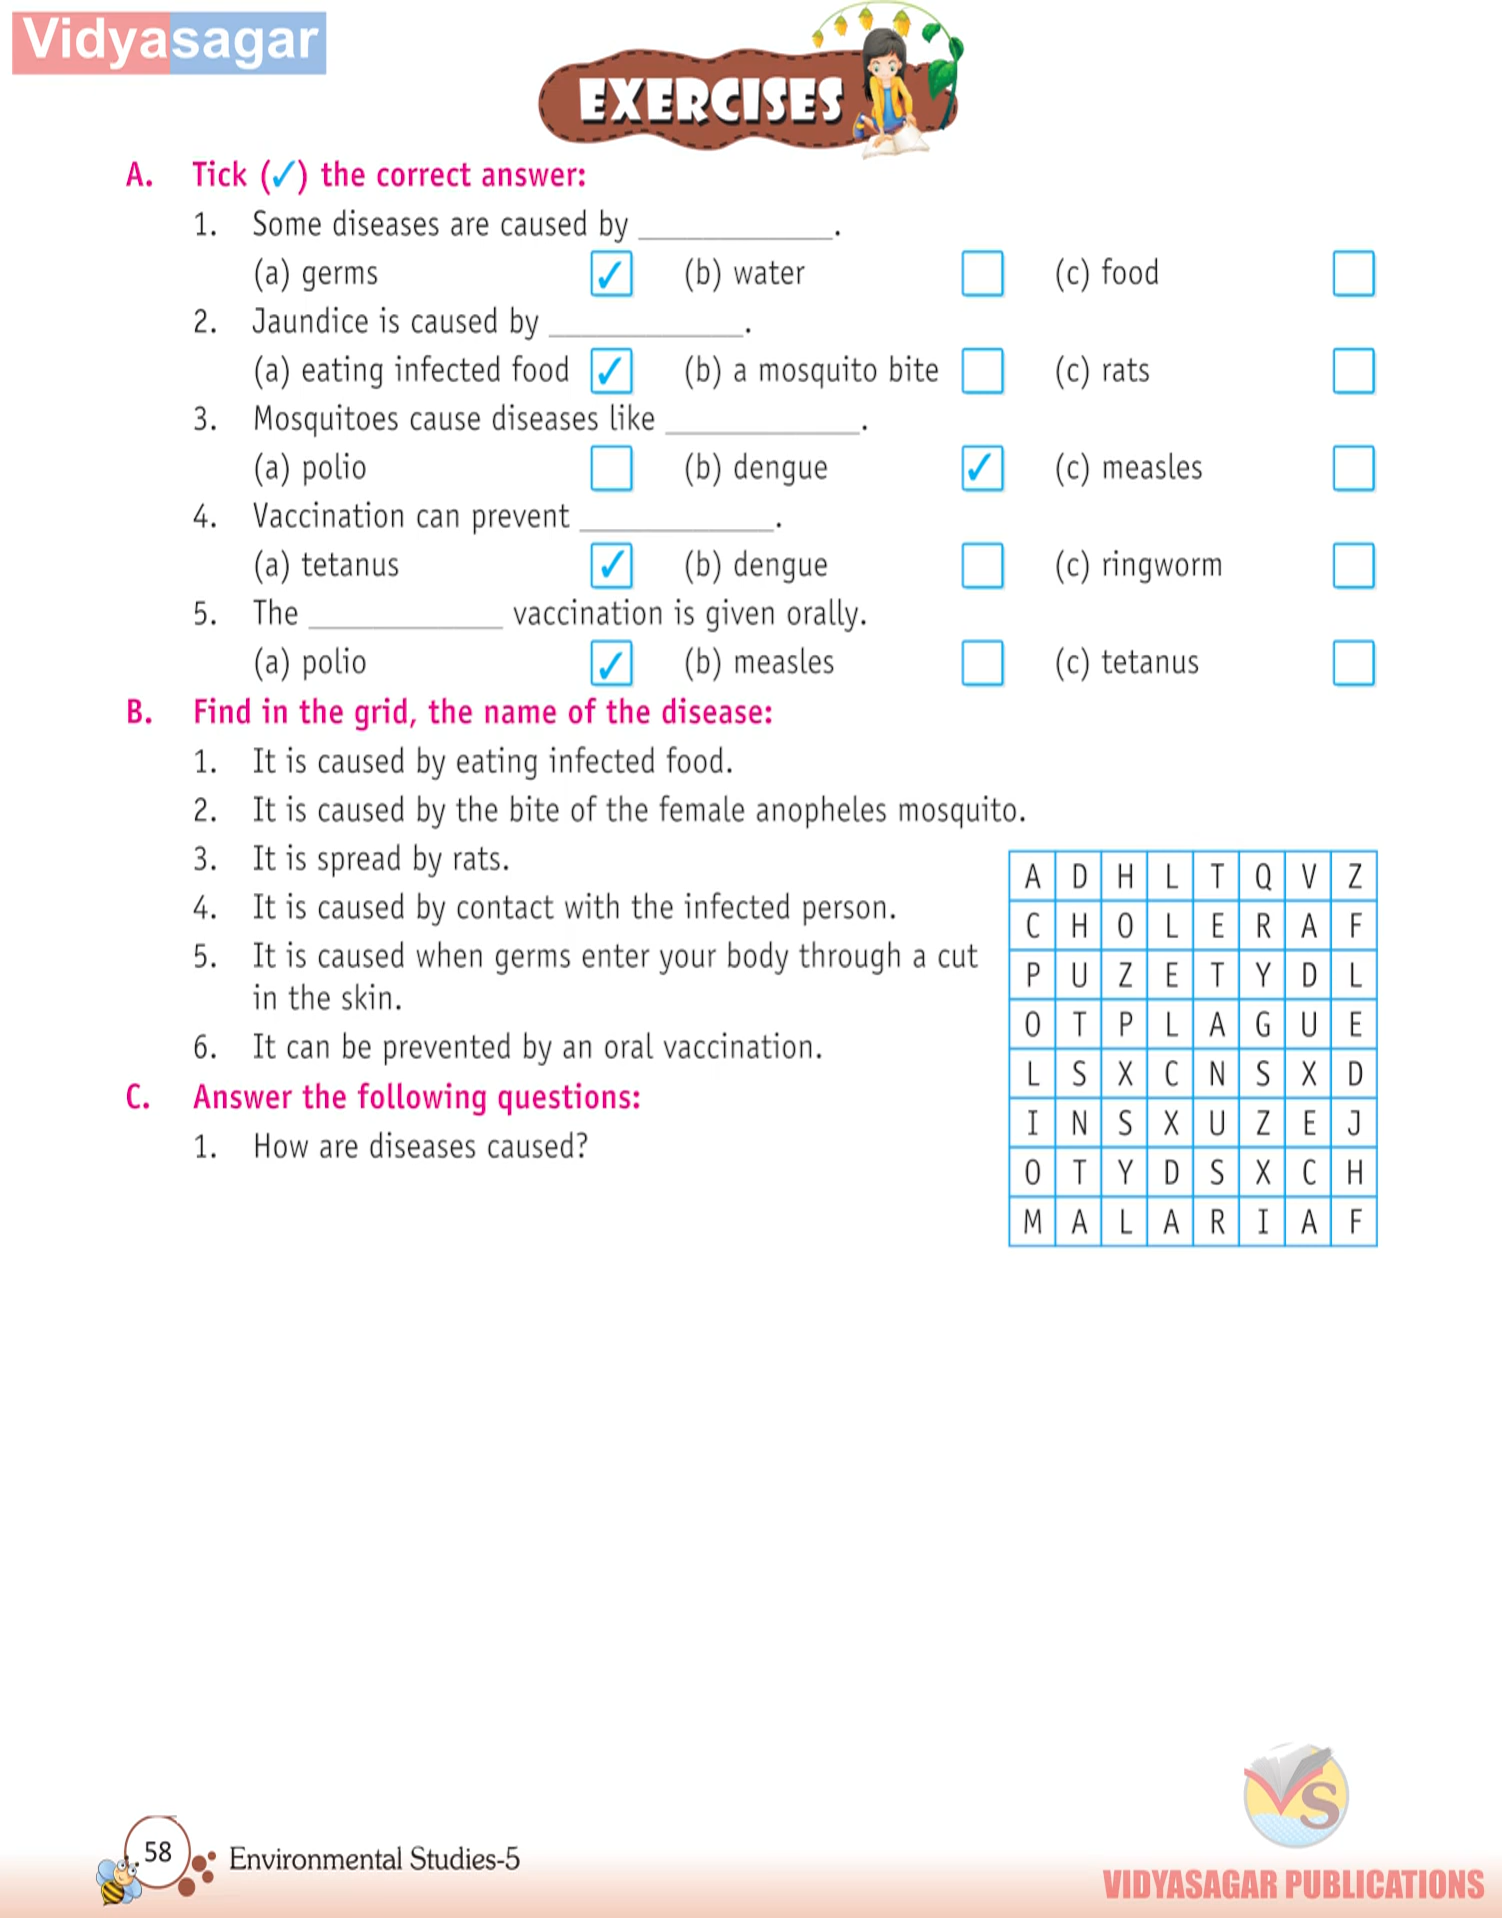 Vidyasagar
EXERCISES
A. Tick (✓) the correct answer:
1. Some diseases are caused by ____________.
(a) germs ✓ (b) water (c) food
2. Jaundice is caused by ____________.
(a) eating infected food ✓ (b) a mosquito bite (c) rats
3. Mosquitoes cause diseases like ____________.
(a) polio (b) dengue ✓ (c) measles
4. Vaccination can prevent ____________.
(a) tetanus ✓ (b) dengue (c) ringworm
5. The ____________ vaccination is given orally.
(a) polio ✓ (b) measles (c) tetanus
B. Find in the grid, the name of the disease:
1. It is caused by eating infected food.
2. It is caused by the bite of the female anopheles mosquito.
3. It is spread by rats.
4. It is caused by contact with the infected person.
5. It is caused when germs enter your body through a cut
in the skin.
6. It can be prevented by an oral vaccination.
A D H L T Q V Z
C H O L E R A F
P U Z E T Y D L
O T P L A G U E
L S X C N S X D
I N S X U Z E J
O T Y D S X C H
M A L A R I A F
C. Answer the following questions:
1. How are diseases caused?
58 Environmental Studies-5
VS
VIDYASAGAR PUBLICATIONS